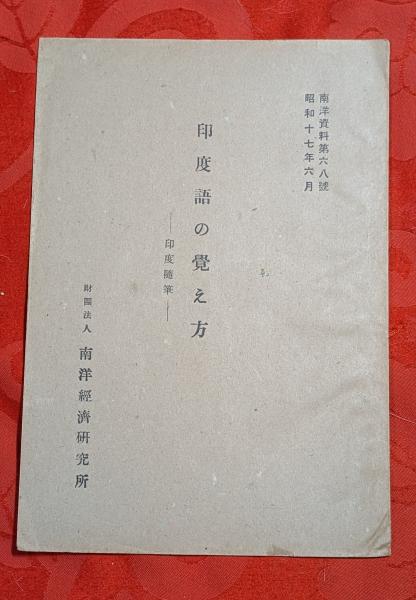 南洋資料第六八號
昭和十七年六月
印度語の覺え方
――印度隨筆――
財團法人 南洋經濟研究所